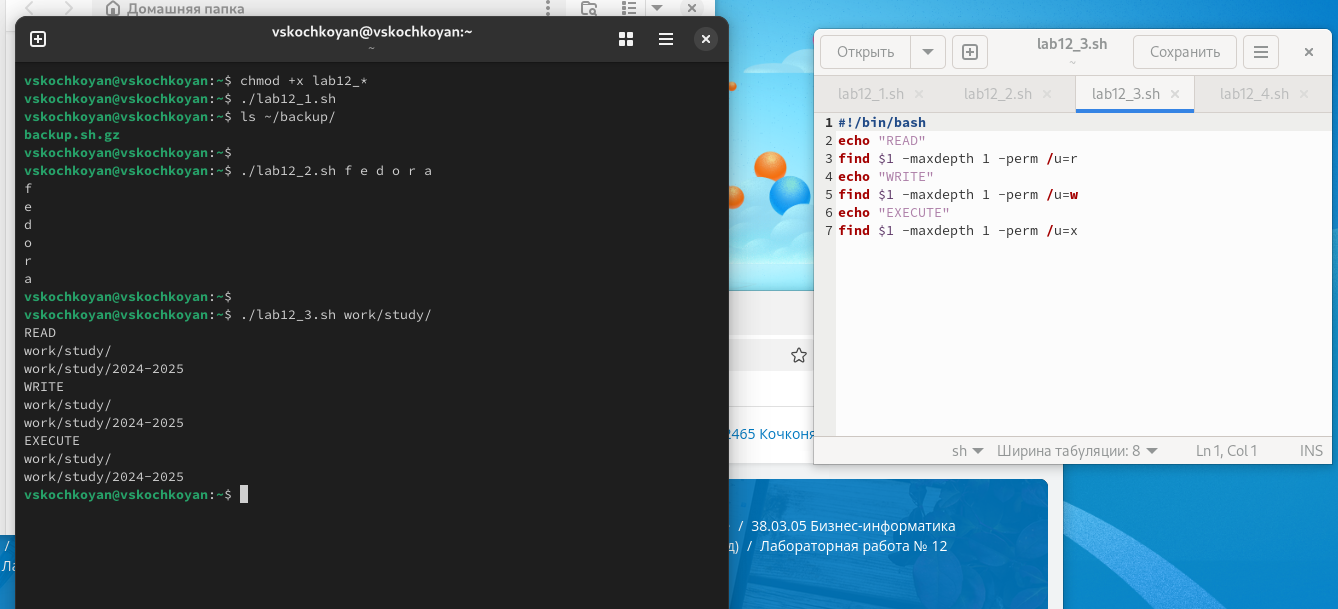 Домашняя папка
vskochkoyan@vskochkoyan:~
~
vskochkoyan@vskochkoyan:~$ chmod +x lab12_*
vskochkoyan@vskochkoyan:~$ ./lab12_1.sh
vskochkoyan@vskochkoyan:~$ ls ~/backup/
backup.sh.gz
vskochkoyan@vskochkoyan:~$
vskochkoyan@vskochkoyan:~$ ./lab12_2.sh f e d o r a
f
e
d
o
r
a
vskochkoyan@vskochkoyan:~$
vskochkoyan@vskochkoyan:~$ ./lab12_3.sh work/study/
READ
work/study/
work/study/2024-2025
WRITE
work/study/
work/study/2024-2025
EXECUTE
work/study/
work/study/2024-2025
vskochkoyan@vskochkoyan:~$
Открыть
lab12_3.sh
~
Сохранить
lab12_1.sh
lab12_2.sh
lab12_3.sh
lab12_4.sh
1 #!/bin/bash
2 echo "READ"
3 find $1 -maxdepth 1 -perm /u=r
4 echo "WRITE"
5 find $1 -maxdepth 1 -perm /u=w
6 echo "EXECUTE"
7 find $1 -maxdepth 1 -perm /u=x
sh
Ширина табуляции: 8
Ln 1, Col 1
INS
2465 Кочконя
/ 38.03.05 Бизнес-информатика
д) / Лабораторная работа № 12
/
Ла